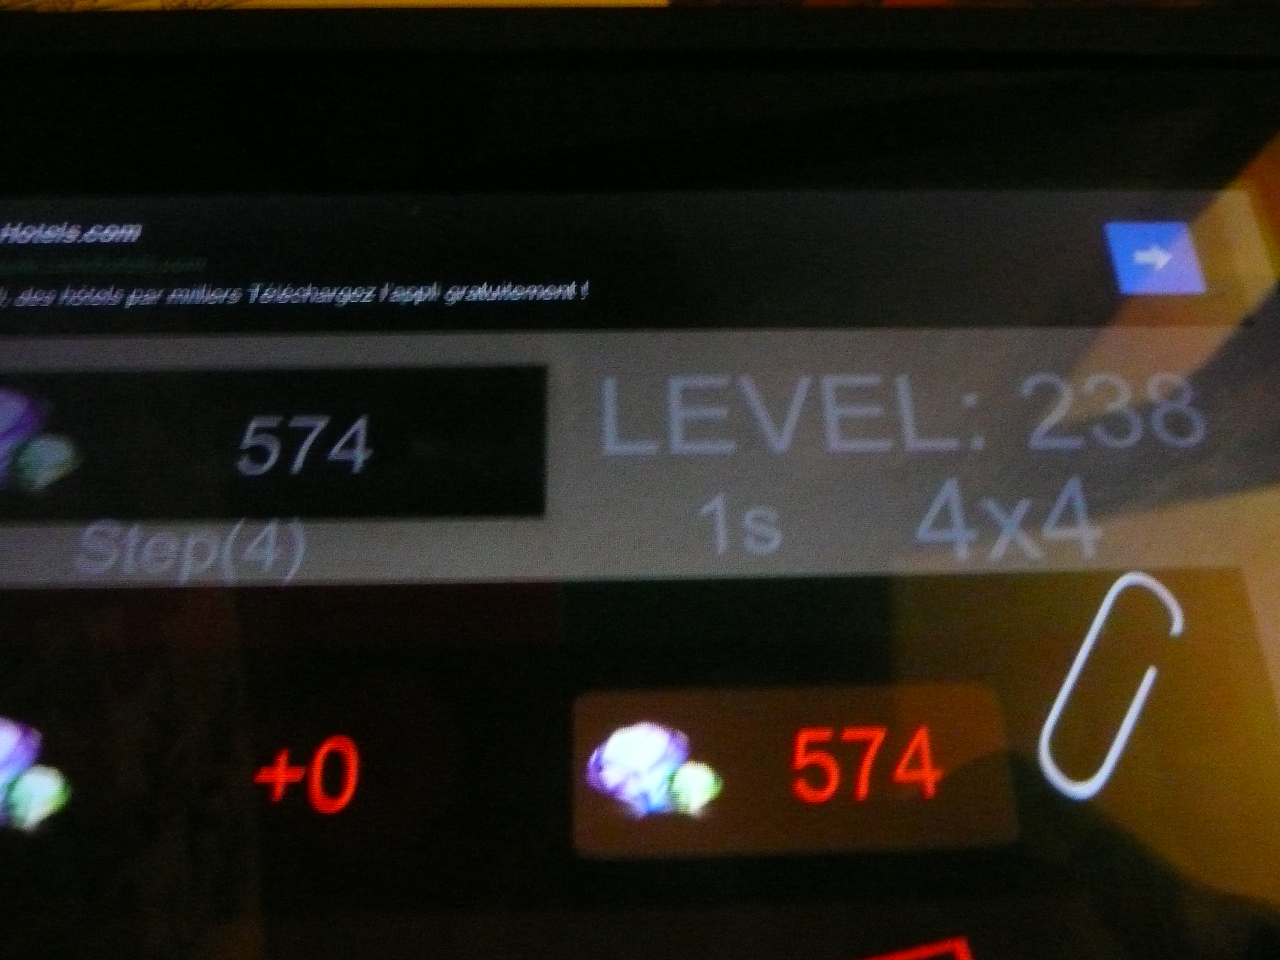 Hotels.com
des hôtels par milliers Téléchargez l'appli gratuitement !
574
LEVEL: 238
Step(4)
1s
4x4
+0
574